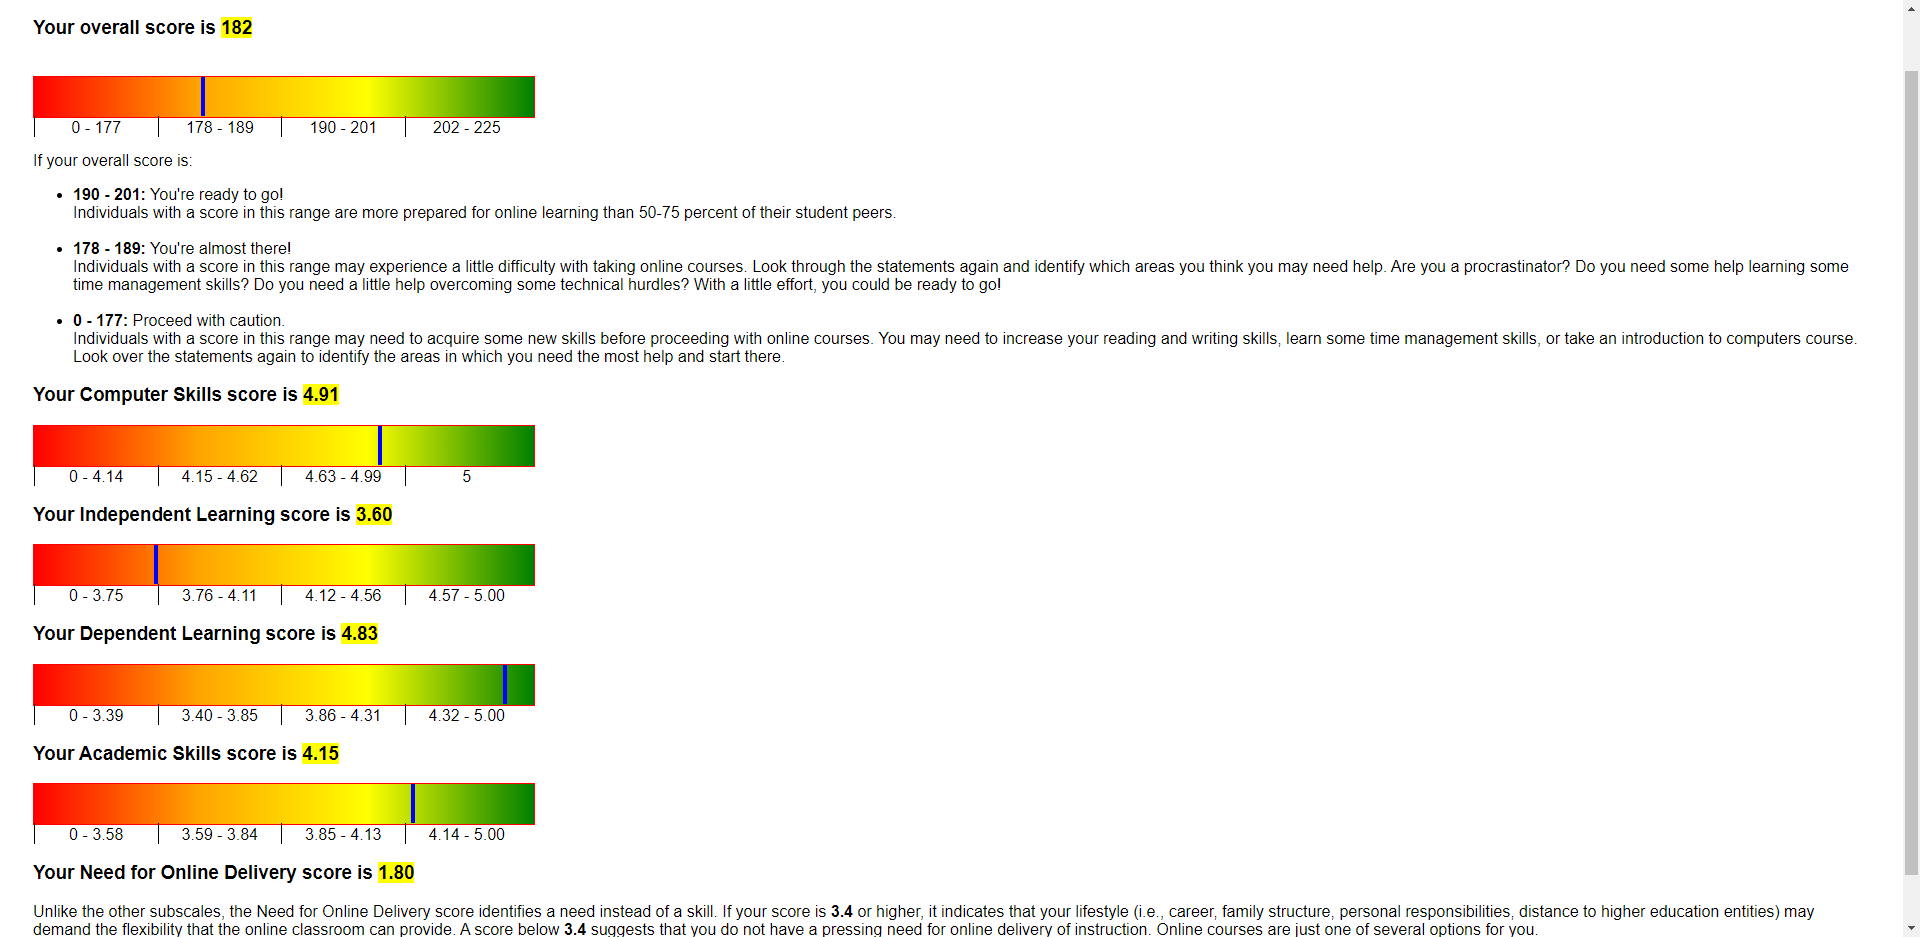 Your overall score is 182
0 - 177 178 - 189 190 - 201 202 - 225
If your overall score is:
• 190 - 201: You're ready to go!
Individuals with a score in this range are more prepared for online learning than 50-75 percent of their student peers.
• 178 - 189: You're almost there!
Individuals with a score in this range may experience a little difficulty with taking online courses. Look through the statements again and identify which areas you think you may need help. Are you a procrastinator? Do you need some help learning some
time management skills? Do you need a little help overcoming some technical hurdles? With a little effort, you could be ready to go!
• 0 - 177: Proceed with caution.
Individuals with a score in this range may need to acquire some new skills before proceeding with online courses. You may need to increase your reading and writing skills, learn some time management skills, or take an introduction to computers course.
Look over the statements again to identify the areas in which you need the most help and start there.
Your Computer Skills score is 4.91
0 - 4.14 4.15 - 4.62 4.63 - 4.99 5
Your Independent Learning score is 3.60
0 - 3.75 3.76 - 4.11 4.12 - 4.56 4.57 - 5.00
Your Dependent Learning score is 4.83
0 - 3.39 3.40 - 3.85 3.86 - 4.31 4.32 - 5.00
Your Academic Skills score is 4.15
0 - 3.58 3.59 - 3.84 3.85 - 4.13 4.14 - 5.00
Your Need for Online Delivery score is 1.80
Unlike the other subscales, the Need for Online Delivery score identifies a need instead of a skill. If your score is 3.4 or higher, it indicates that your lifestyle (i.e., career, family structure, personal responsibilities, distance to higher education entities) may
demand the flexibility that the online classroom can provide. A score below 3.4 suggests that you do not have a pressing need for online delivery of instruction. Online courses are just one of several options for you.